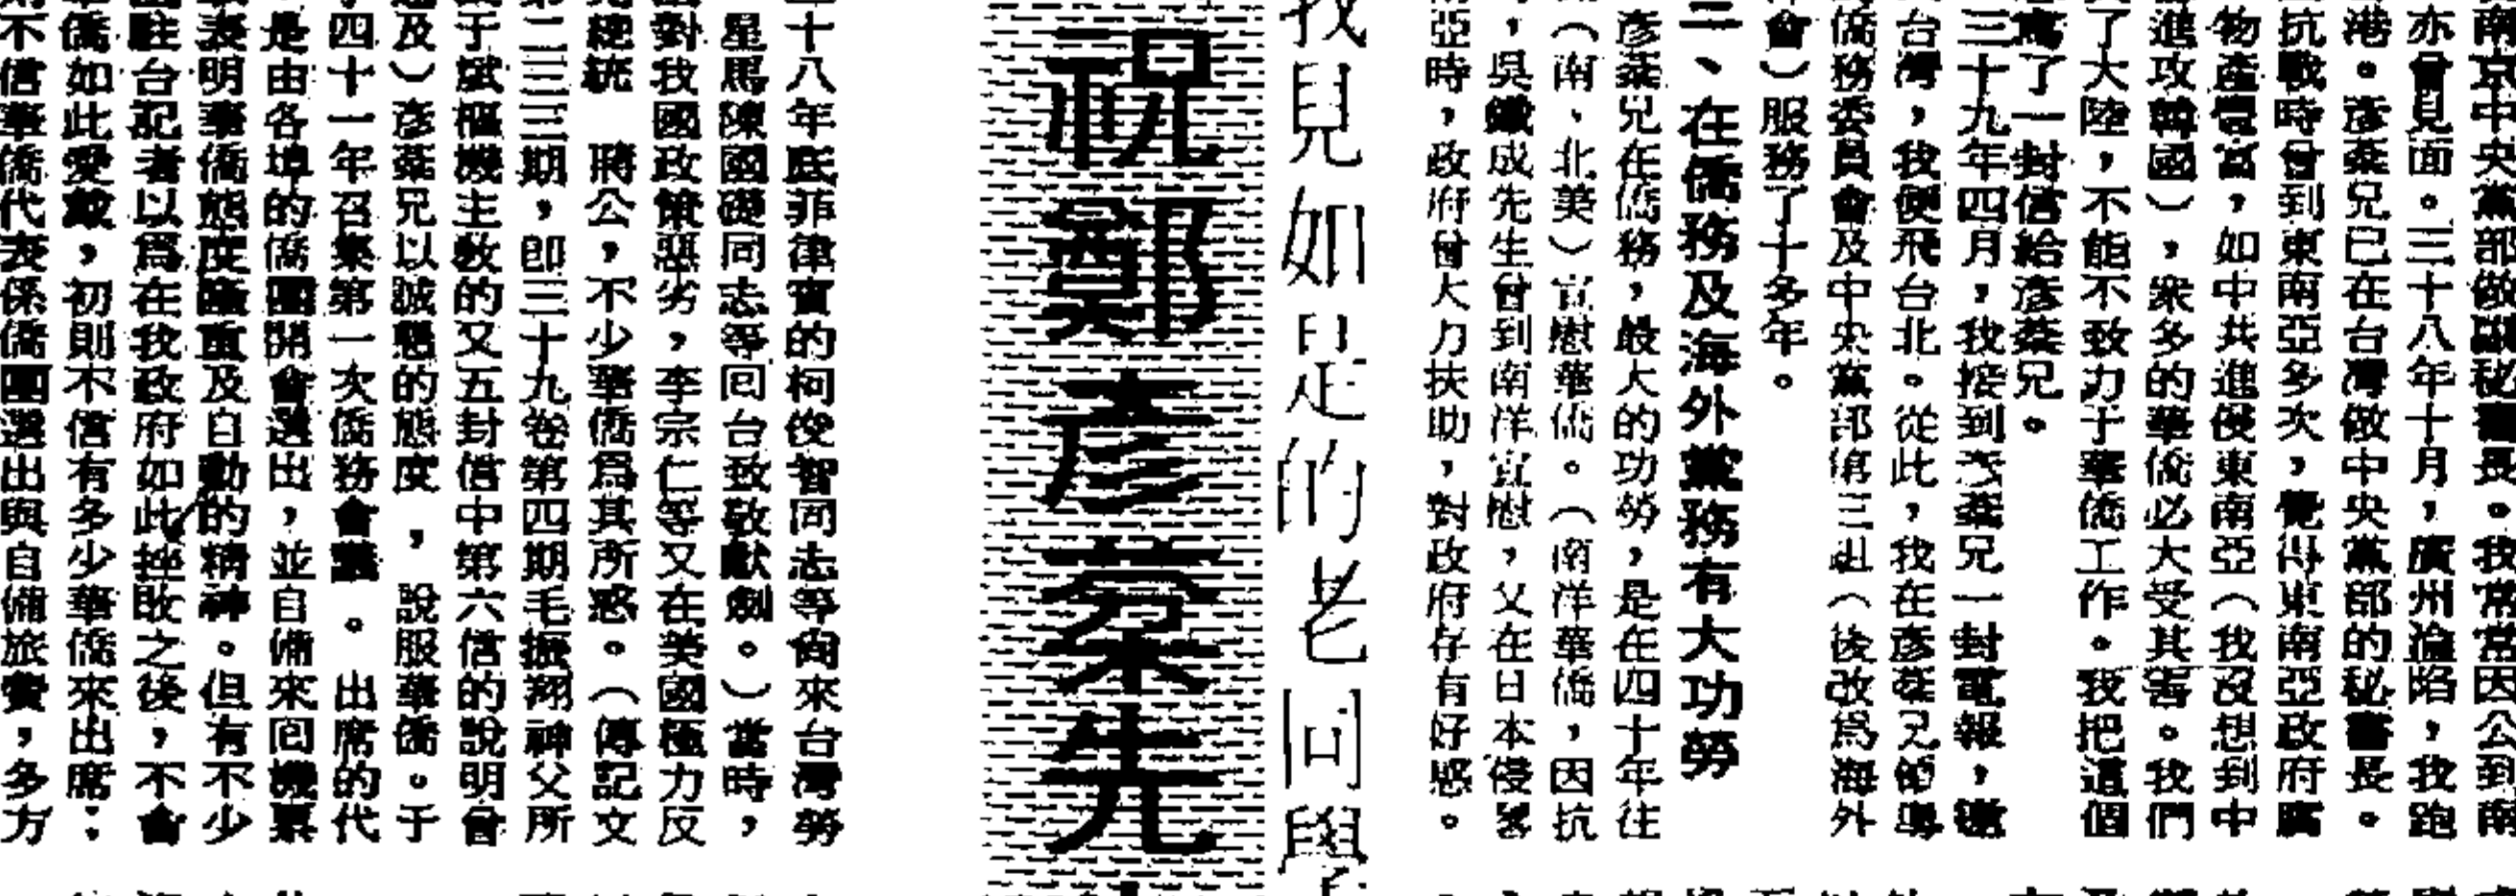 南京中央黨部做副秘書長。我常常因公到南
亦曾見面。三十八年十月,廣州淪陷,我跑
港。彥棻兄已在台灣做中央黨部的秘書長。
抗戰時曾到東南亞多次,覺得東南亞政府腐
物產豐富,如中共進侵東南亞(我沒想到中
進攻韓國),衆多的華僑必大受其害。我們
了大陸,不能不致力于華僑工作。我把這個
寫了一封信給彥棻兄。
三十九年四月,我接到彥棻兄一封電報,邀
台灣,我便飛台北。從此,我在彥棻兄領導
僑務委員會及中央黨部第三組(後改爲海外
會)服務了十多年。
二、在僑務及海外黨務有大功勞
彥棻兄在僑務,最大的功勞,是在四十年往
(南、北美)宣慰華僑。(南洋華僑,因抗
,吳鐵成先生曾到南洋宣慰,又在日本侵畧
亞時,政府曾大力扶助,對政府存有好感。
我見如是的老同學
祝鄭彥棻先
十八年底菲律賓的柯俊智同志等向來台灣勞
星馬陳國礎同志等回台致敬獻劍。)當時,
對我國政策惡劣,李宗仁等又在美國極力反
總統 蔣公,不少華僑爲其所惑。(傳記文
第二三三期,卽三十九卷第四期毛振翔神父所
于斌樞機主敎的又五封信中第六信的說明曾
及)彥棻兄以誠懇的態度,說服華僑。于
四十一年召集第一次僑務會議。出席的代
是由各埠的僑團開會選出,並自備來回機票
表明華僑態度隆重及自動的精神。但有不少
駐台記者以爲在我政府如此挫敗之後,不會
僑如此愛戴,初則不信有多少華僑來出席;
不信華僑代表係僑團選出與自備旅費,多方